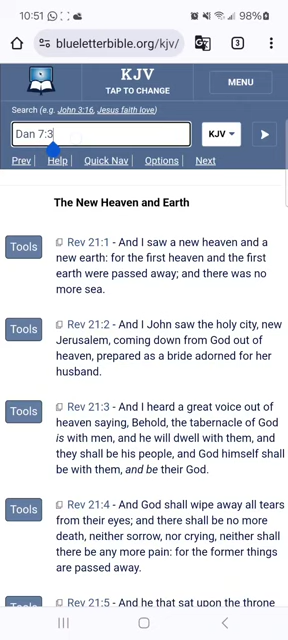 10:51
98%
blueletterbible.org/kjv/
3
KJV
TAP TO CHANGE
MENU
Search (e.g. John 3:16, Jesus faith love)
Dan 7:3
KJV
Prev | Help | Quick Nav | Options | Next
The New Heaven and Earth
Tools
Rev 21:1 - And I saw a new heaven and a
new earth: for the first heaven and the first
earth were passed away; and there was no
more sea.
Tools
Rev 21:2 - And I John saw the holy city, new
Jerusalem, coming down from God out of
heaven, prepared as a bride adorned for her
husband.
Tools
Rev 21:3 - And I heard a great voice out of
heaven saying, Behold, the tabernacle of God
is with men, and he will dwell with them, and
they shall be his people, and God himself shall
be with them, and be their God.
Tools
Rev 21:4 - And God shall wipe away all tears
from their eyes; and there shall be no more
death, neither sorrow, nor crying, neither shall
there be any more pain: for the former things
are passed away.
Tools
Rev 21:5 - And he that sat upon the throne